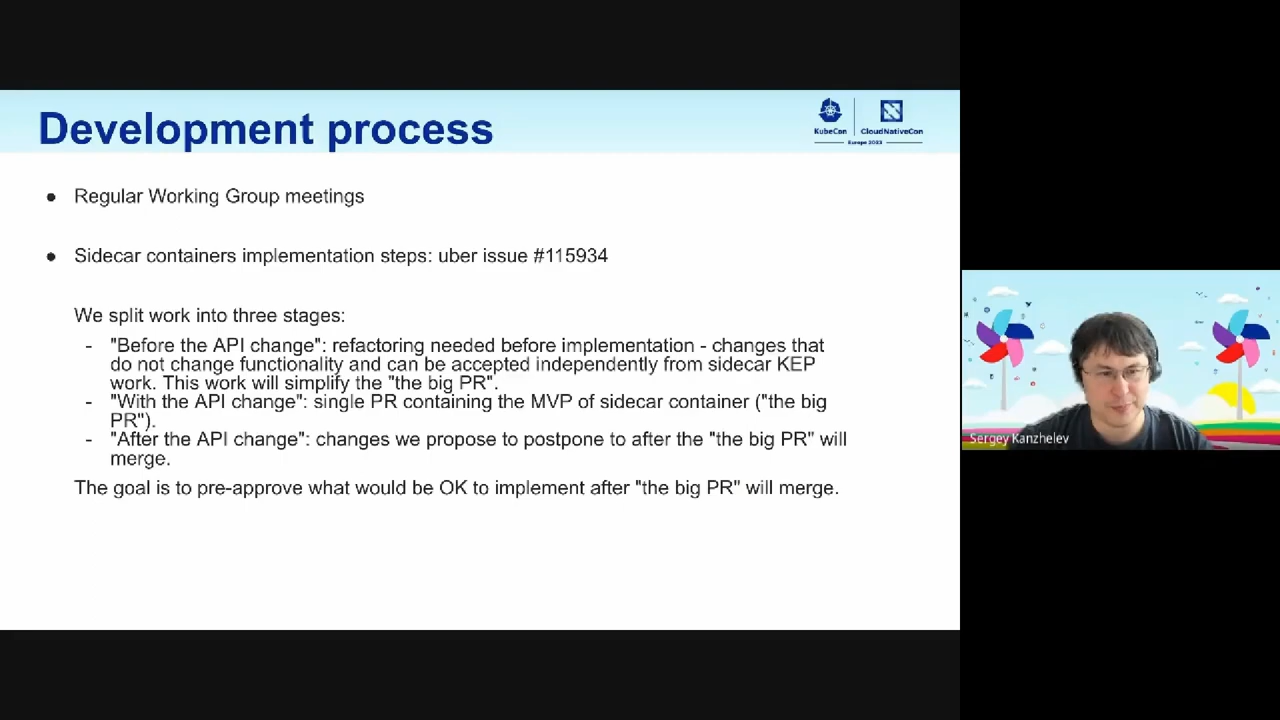 Development process
KubeCon
CloudNativeCon
Europe 2023
● Regular Working Group meetings
● Sidecar containers implementation steps: uber issue #115934
We split work into three stages:
- "Before the API change": refactoring needed before implementation - changes that
do not change functionality and can be accepted independently from sidecar KEP
work. This work will simplify the "the big PR".
- "With the API change": single PR containing the MVP of sidecar container ("the big
PR").
- "After the API change": changes we propose to postpone to after the "the big PR" will
merge.
The goal is to pre-approve what would be OK to implement after "the big PR" will merge.
Sergey Kanzhelev